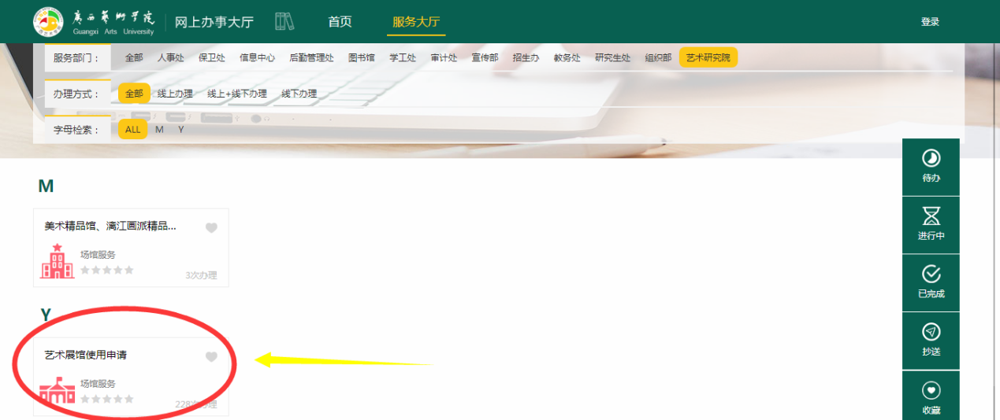 廣西藝術學院
Guangxi Arts University
网上办事大厅
首页
服务大厅
登录
服务部门： 全部 人事处 保卫处 信息中心 后勤管理处 图书馆 学工处 审计处 宣传部 招生办 教务处 研究生处 组织部 艺术研究院
办理方式： 全部 线上办理 线上+线下办理 线下办理
字母检索： ALL M Y
M
美术精品馆、漓江画派精品...
场馆服务
3次办理
Y
艺术展馆使用申请
场馆服务
228次办理
待办
进行中
已完成
抄送
收藏